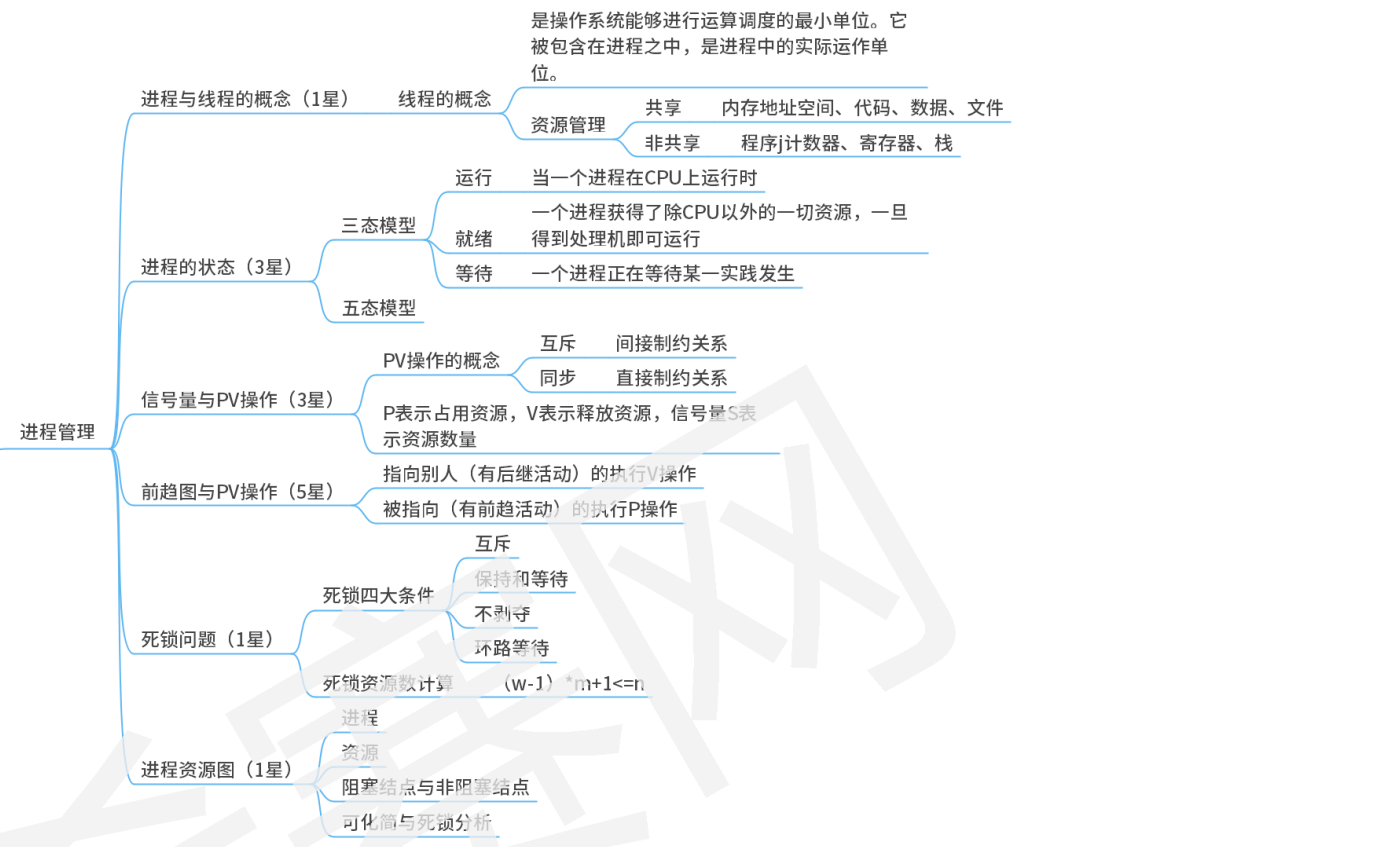 是操作系统能够进行运算调度的最小单位。它
被包含在进程之中，是进程中的实际运作单
位。
进程与线程的概念（1星）
线程的概念
共享
内存地址空间、代码、数据、文件
资源管理
非共享
程序j计数器、寄存器、栈
运行
当一个进程在CPU上运行时
三态模型
一个进程获得了除CPU以外的一切资源，一旦
得到处理机即可运行
就绪
进程的状态（3星）
等待
一个进程正在等待某一实践发生
五态模型
互斥
间接制约关系
PV操作的概念
同步
直接制约关系
信号量与PV操作（3星）
P表示占用资源，V表示释放资源，信号量S表
示资源数量
进程管理
指向别人（有后继活动）的执行V操作
前趋图与PV操作（5星）
被指向（有前趋活动）的执行P操作
互斥
保持和等待
死锁四大条件
不剥夺
死锁问题（1星）
环路等待
死锁资源数计算
（w-1）*m+1<=n
进程
资源
进程资源图（1星）
阻塞结点与非阻塞结点
可化简与死锁分析
赛网